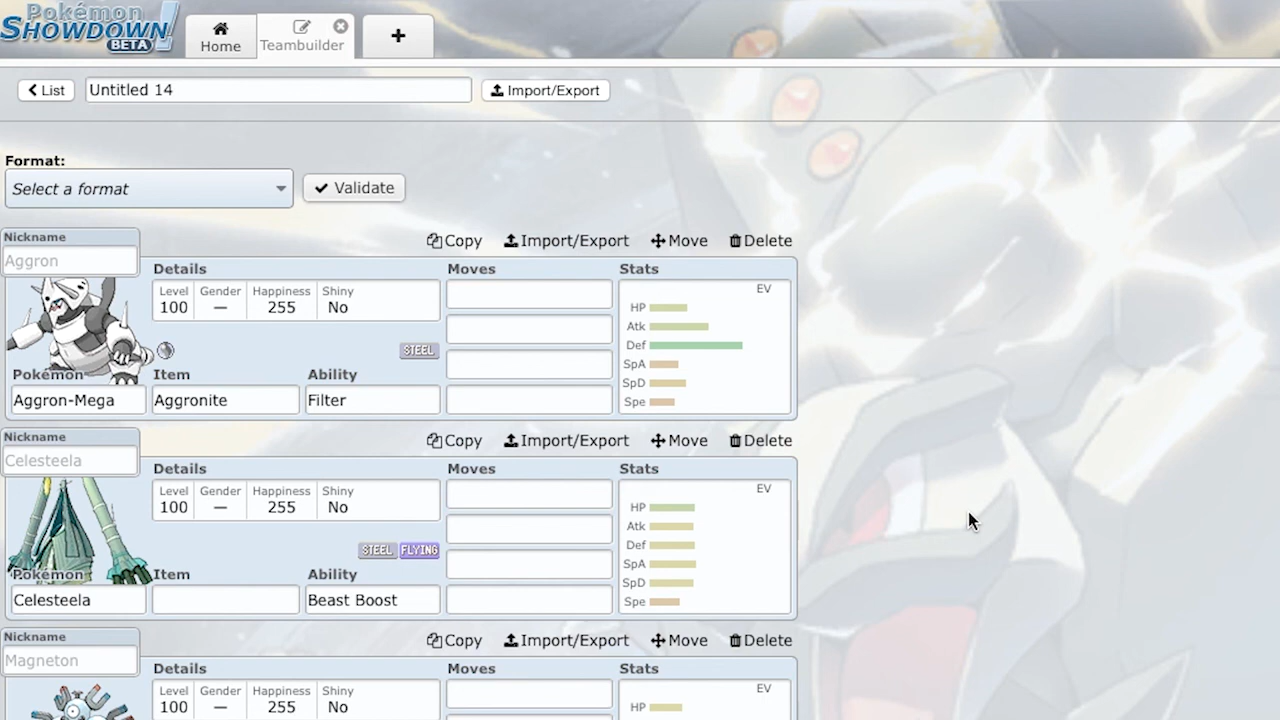 Pokémon
SHOWDOWN!
BETA
Home
Teambuilder
List
Untitled 14
Import/Export
Format:
Select a format
Validate
Nickname
Aggron
Copy Import/Export Move Delete
Details
Level Gender Happiness Shiny
100 — 255 No
STEEL
Pokémon Item Ability
Aggron-Mega Aggronite Filter
Moves
Stats
EV
HP
Atk
Def
SpA
SpD
Spe
Nickname
Celesteela
Copy Import/Export Move Delete
Details
Level Gender Happiness Shiny
100 — 255 No
STEEL FLYING
Pokémon Item Ability
Celesteela Beast Boost
Moves
Stats
EV
HP
Atk
Def
SpA
SpD
Spe
Nickname
Magneton
Copy Import/Export Move Delete
Details
Level Gender Happiness Shiny
100 — 255 No
Moves
Stats
EV
HP